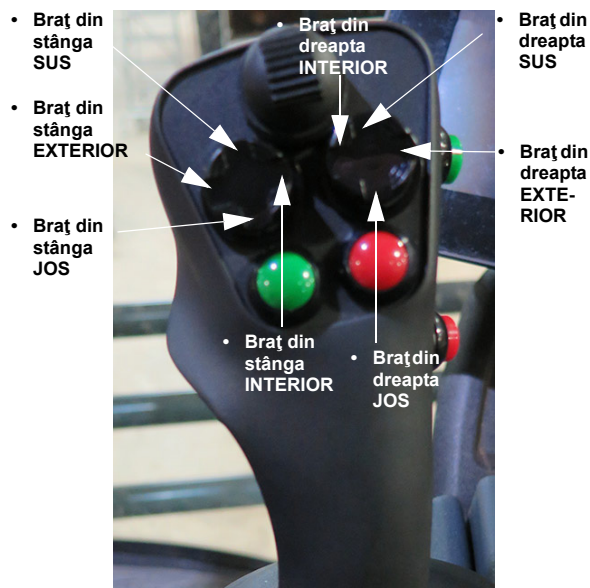 • Braţ din
stânga
SUS
• Braţ din
stânga
EXTERIOR
• Braţ din
stânga
JOS
• Braţ din
dreapta
INTERIOR
• Braţ din
dreapta
SUS
• Braţ din
dreapta
EXTE-
RIOR
• Braţ din
stânga
INTERIOR
• Braţ din
dreapta
JOS